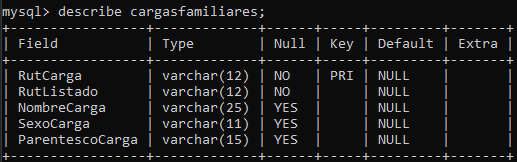 mysql> describe cargasfamiliares;
+-----------------+-------------+------+-----+---------+-------+
| Field           | Type        | Null | Key | Default | Extra |
+-----------------+-------------+------+-----+---------+-------+
| RutCarga        | varchar(12) | NO   | PRI | NULL    |       |
| RutListado      | varchar(12) | NO   |     | NULL    |       |
| NombreCarga     | varchar(25) | YES  |     | NULL    |       |
| SexoCarga       | varchar(11) | YES  |     | NULL    |       |
| ParentescoCarga | varchar(15) | YES  |     | NULL    |       |
+-----------------+-------------+------+-----+---------+-------+